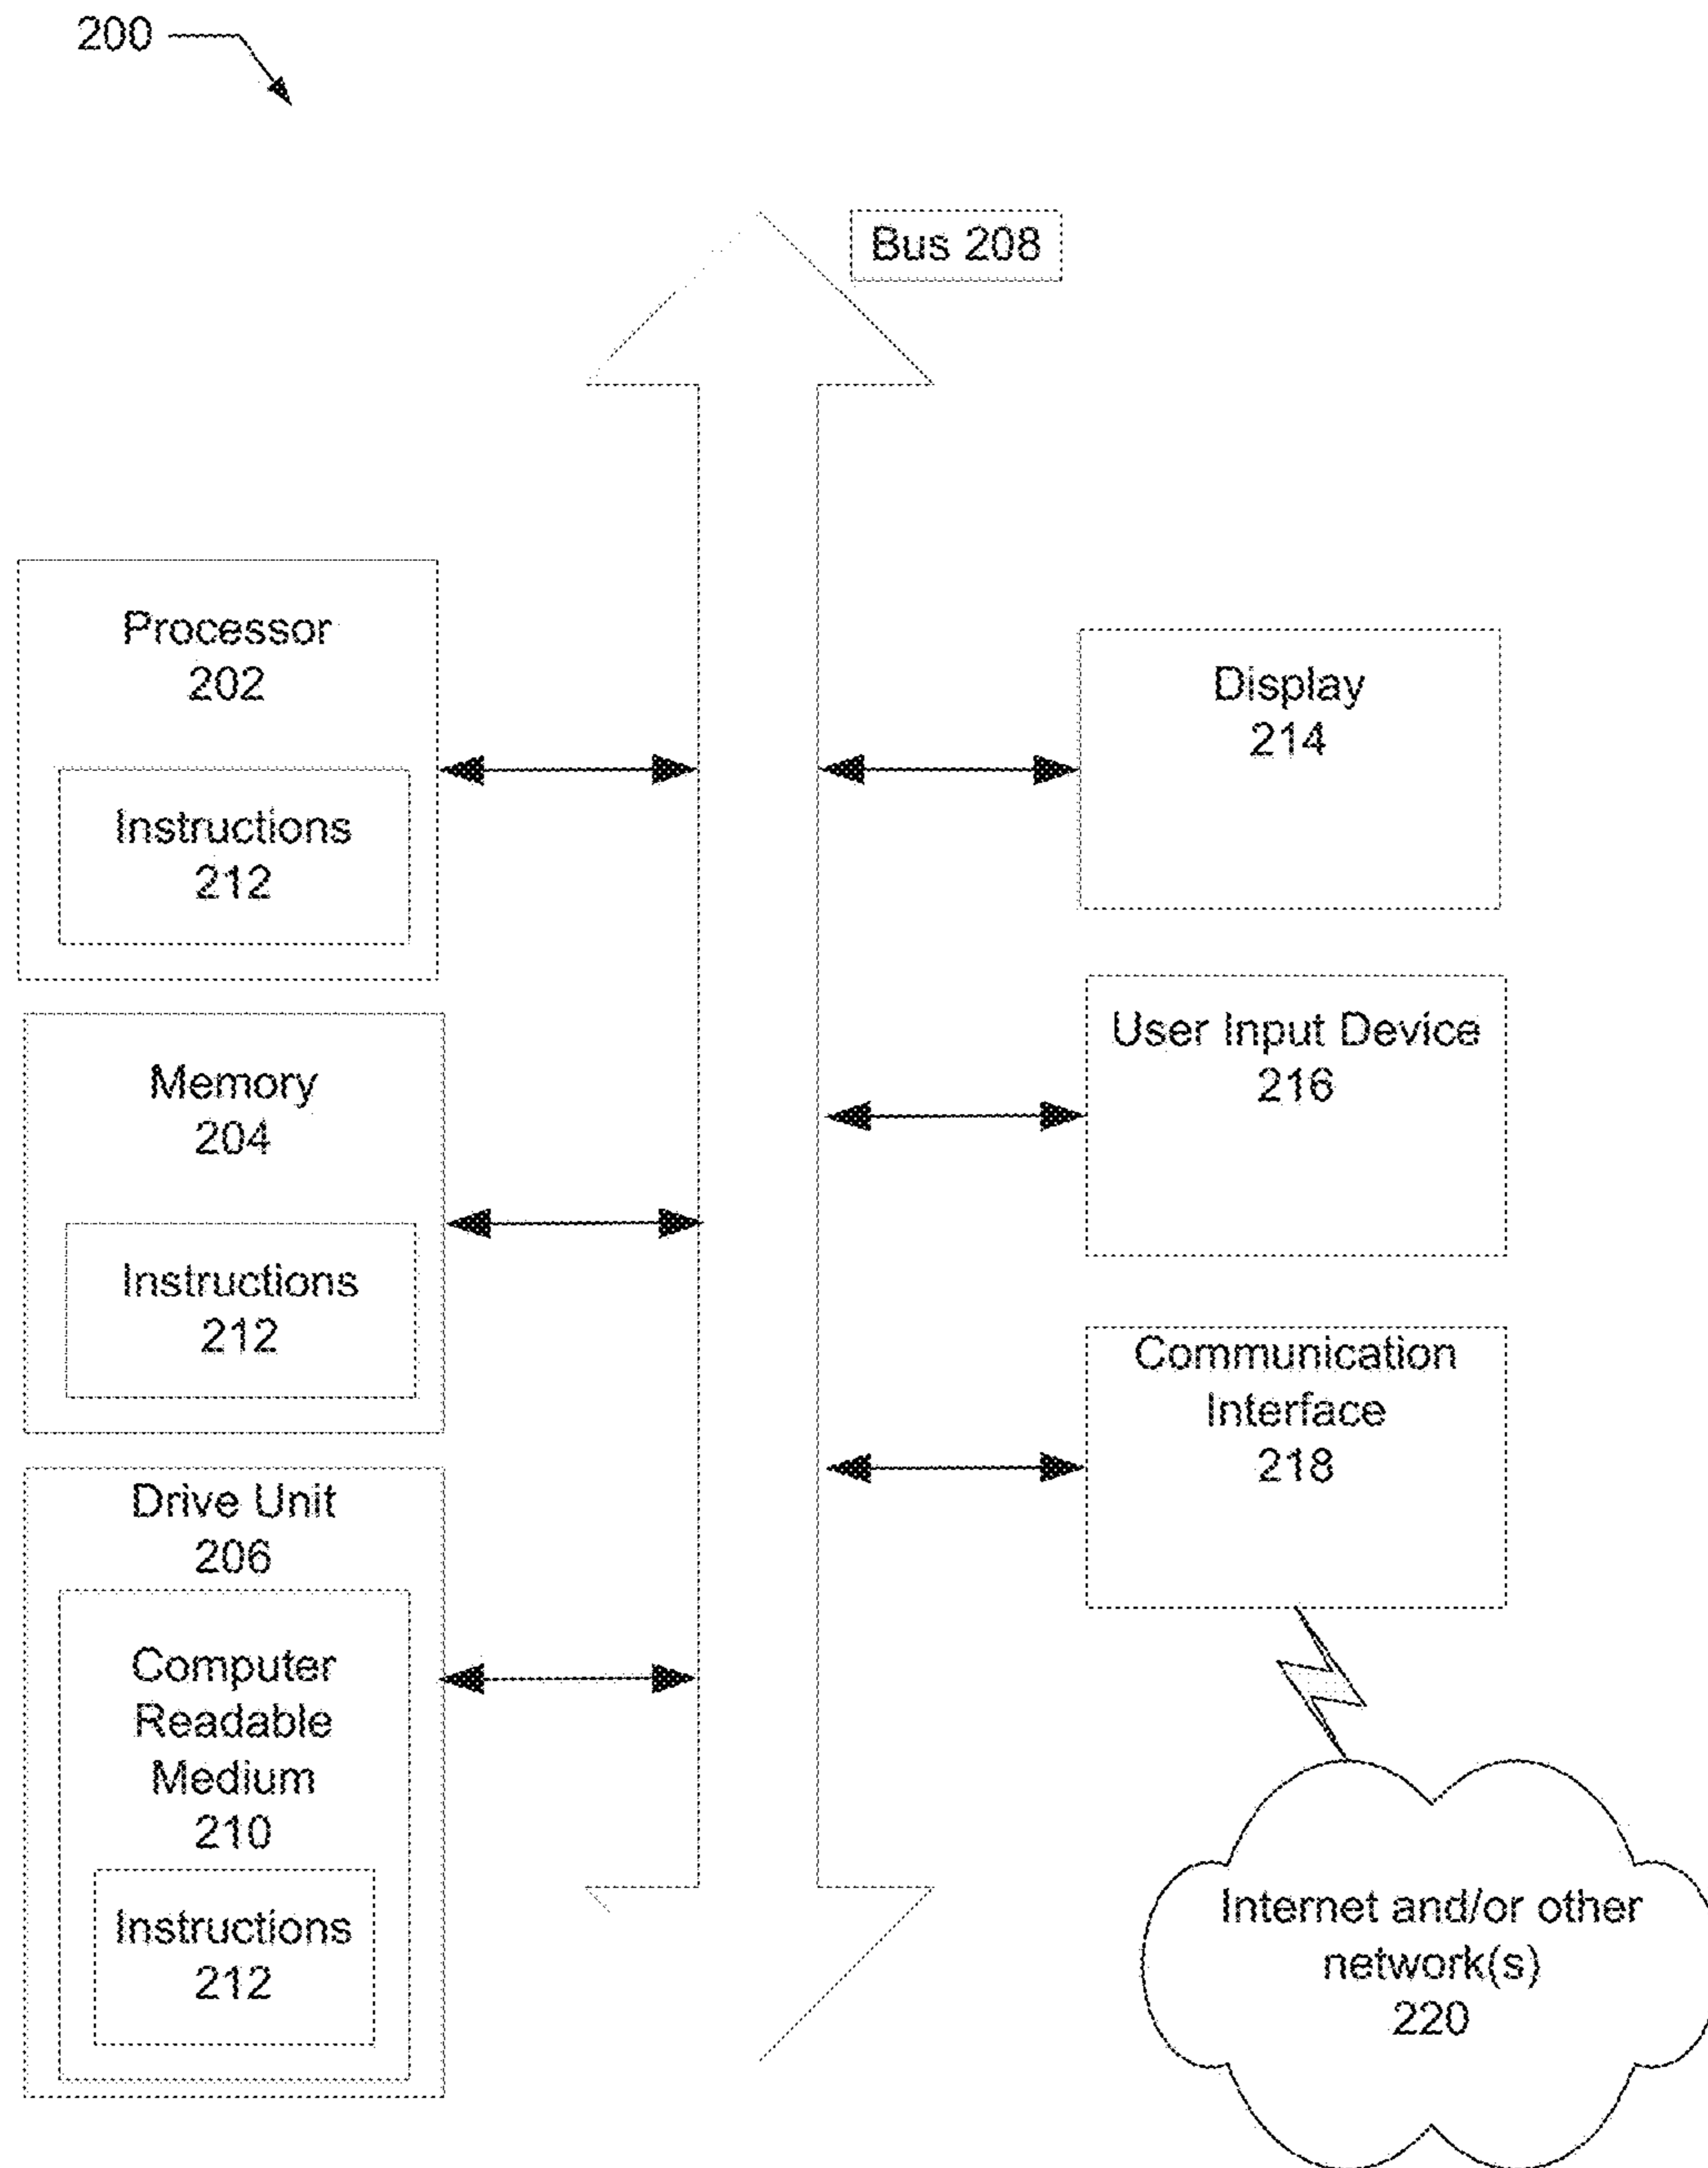 200
Bus 208
Processor
202
Instructions
212
Memory
204
Instructions
212
Drive Unit
206
Computer
Readable
Medium
210
Instructions
212
Display
214
User Input Device
216
Communication
Interface
218
Internet and/or other
network(s)
220